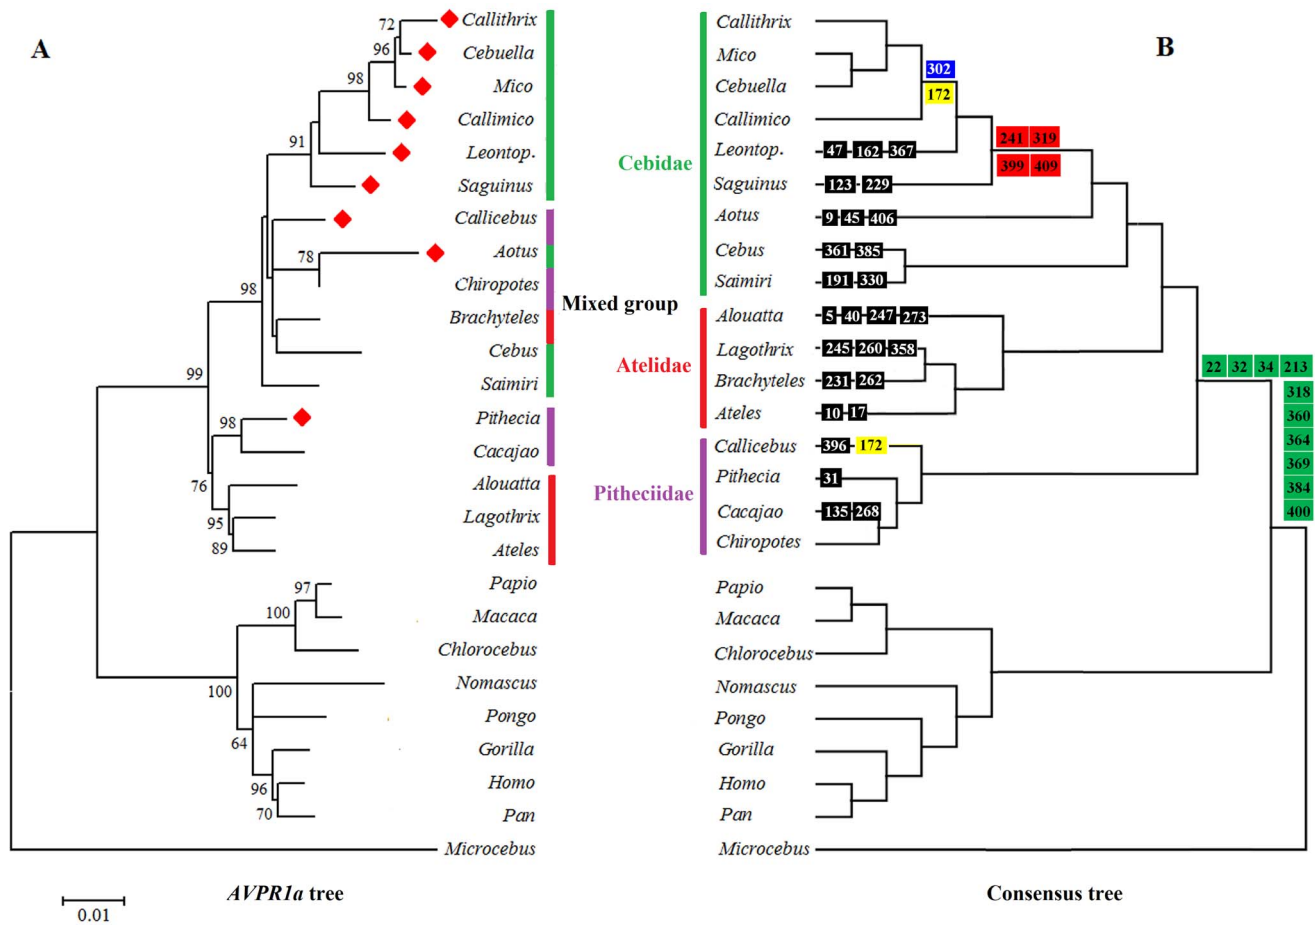 A
72
Callithrix
96
Cebuella
Mico
98
Callimico
91
Leontop.
Saguinus
Callicebus
78
Aotus
Chiropotes
98
Brachyteles
Cebus
99
Saimiri
98
Pithecia
Cacajao
76
Alouatta
95
Lagothrix
89
Ateles
97
Papio
100
Macaca
Chlorocebus
100
Nomascus
Pongo
64
Gorilla
96
Homo
70
Pan
Microcebus
AVPR1a tree
0.01
Mixed group
Cebidae
Atelidae
Pitheciidae
B
Callithrix
Mico
302
Cebuella
172
Callimico
241 319
Leontop. 47 162 367
399 409
Saguinus 123 229
Aotus 9 45 406
Cebus 361 385
Saimiri 191 330
Alouatta 5 40 247 273
Lagothrix 245 260 358
22 32 34 213
Brachyteles 231 262
318
Ateles 10 17
360
Callicebus 396 172
364
369
Pithecia 31
384
Cacajao 135 268
400
Chiropotes
Papio
Macaca
Chlorocebus
Nomascus
Pongo
Gorilla
Homo
Pan
Microcebus
Consensus tree